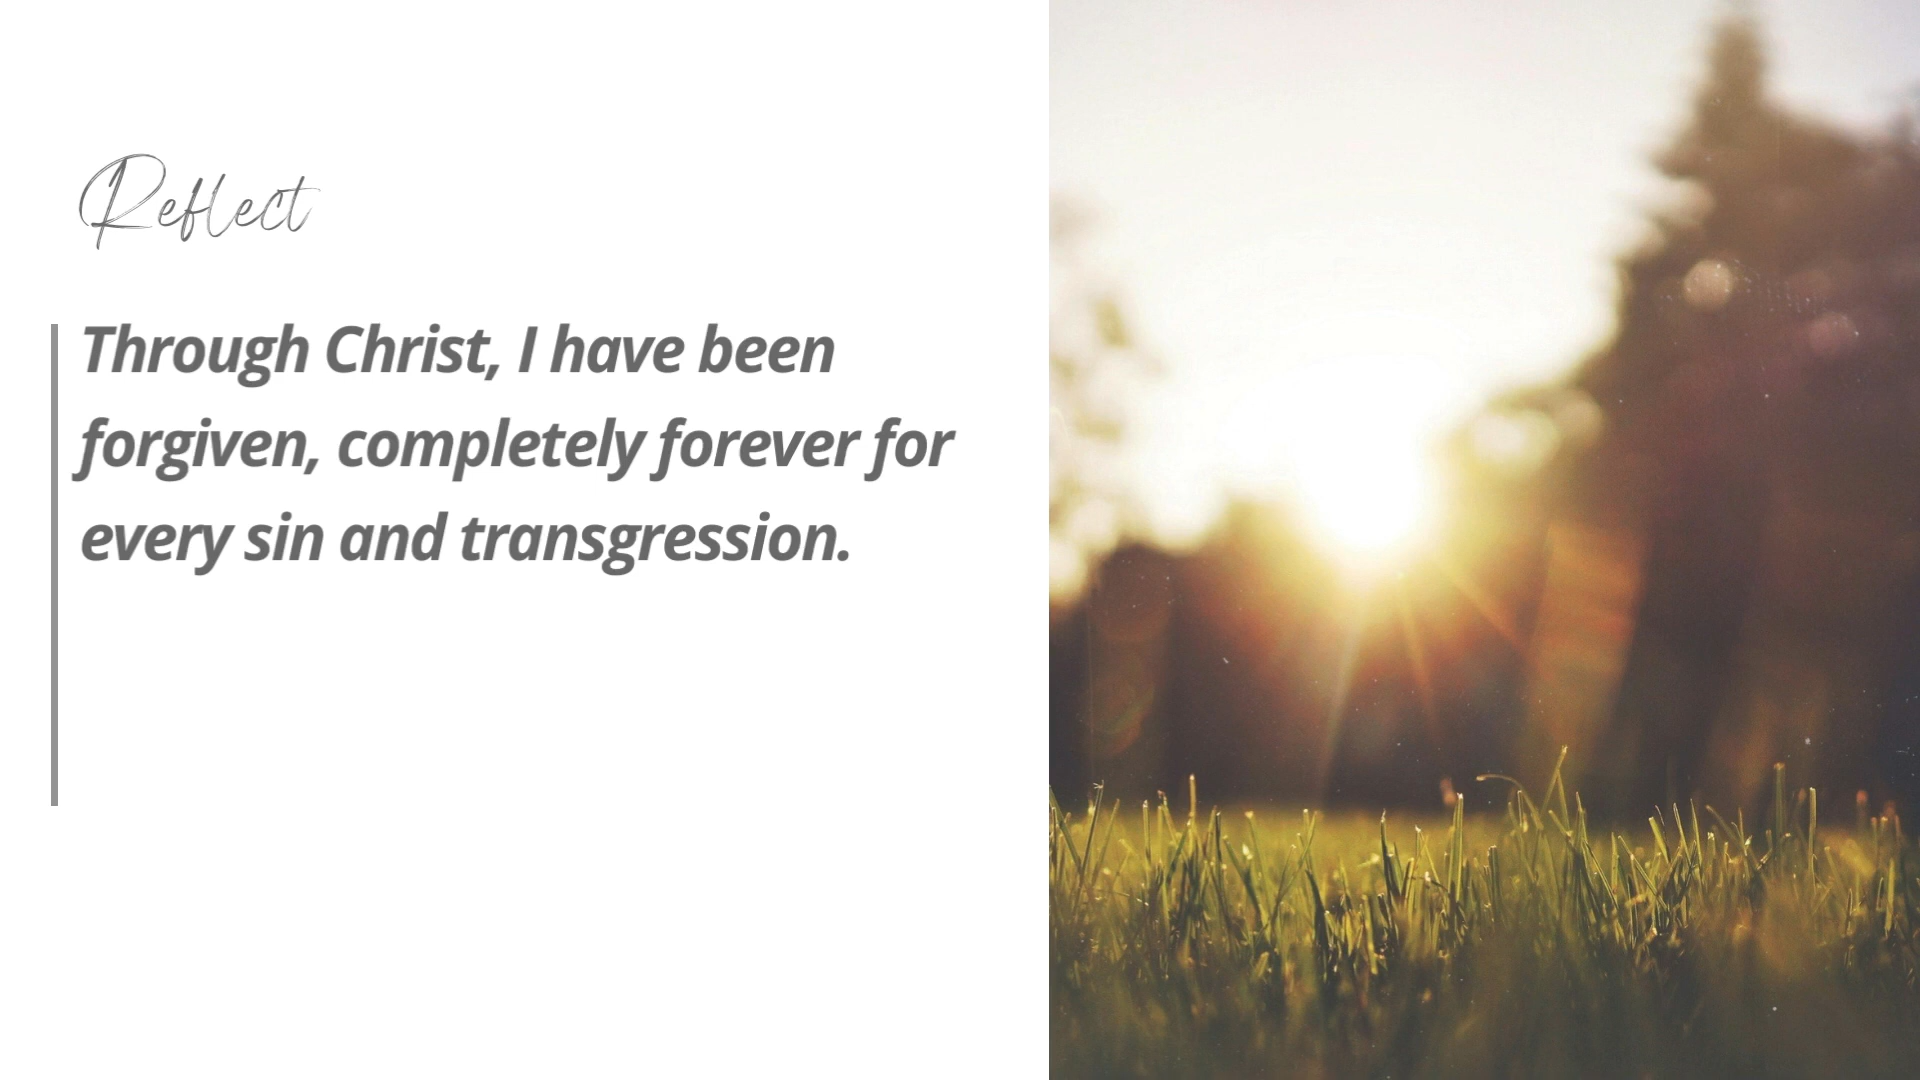 Reflect
Through Christ, I have been
forgiven, completely forever for
every sin and transgression.